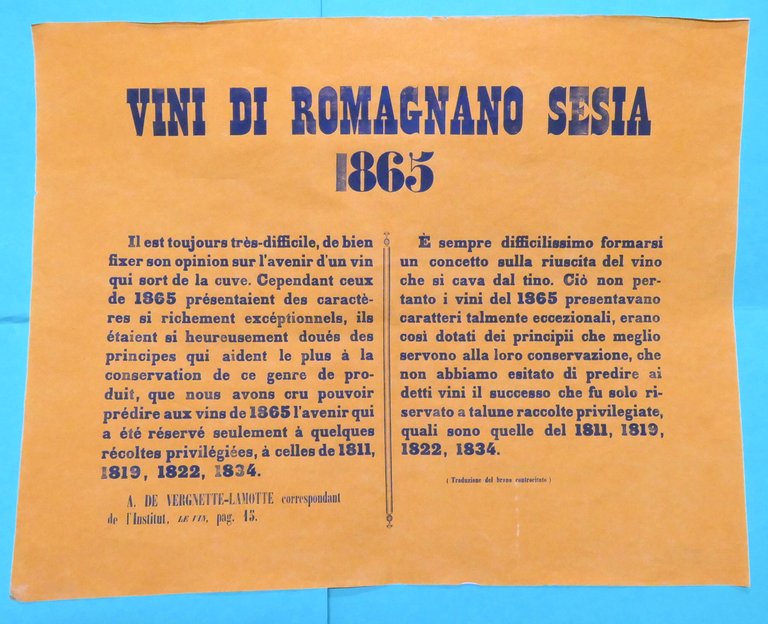 VINI DI ROMAGNANO SESIA
1865
Il est toujours très-difficile, de bien
fixer son opinion sur l'avenir d'un vin
qui sort de la cuve. Cependant ceux
de 1865 présentaient des caractè-
res si richement excéptionnels, ils
étaient si heureusement doués des
principes qui aident le plus à la
conservation de ce genre de pro-
duit, que nous avons cru pouvoir
prédire aux vins de 1865 l'avenir qui
a été réservé seulement à quelques
récoltes privilégiées, à celles de 1811,
1819, 1822, 1834.
A. DE VERGNETTE-LAMOTTE correspondant
de l'Institut, LE VIN, pag. 15.
È sempre difficilissimo formarsi
un concetto sulla riuscita del vino
che si cava dal tino. Ciò non per-
tanto i vini del 1865 presentavano
caratteri talmente eccezionali, erano
così dotati dei principii che meglio
servono alla loro conservazione, che
non abbiamo esitato di predire ai
detti vini il successo che fu solo ri-
servato a talune raccolte privilegiate,
quali sono quelle del 1811, 1819,
1822, 1834.
( Traduzione del brano controcitato )